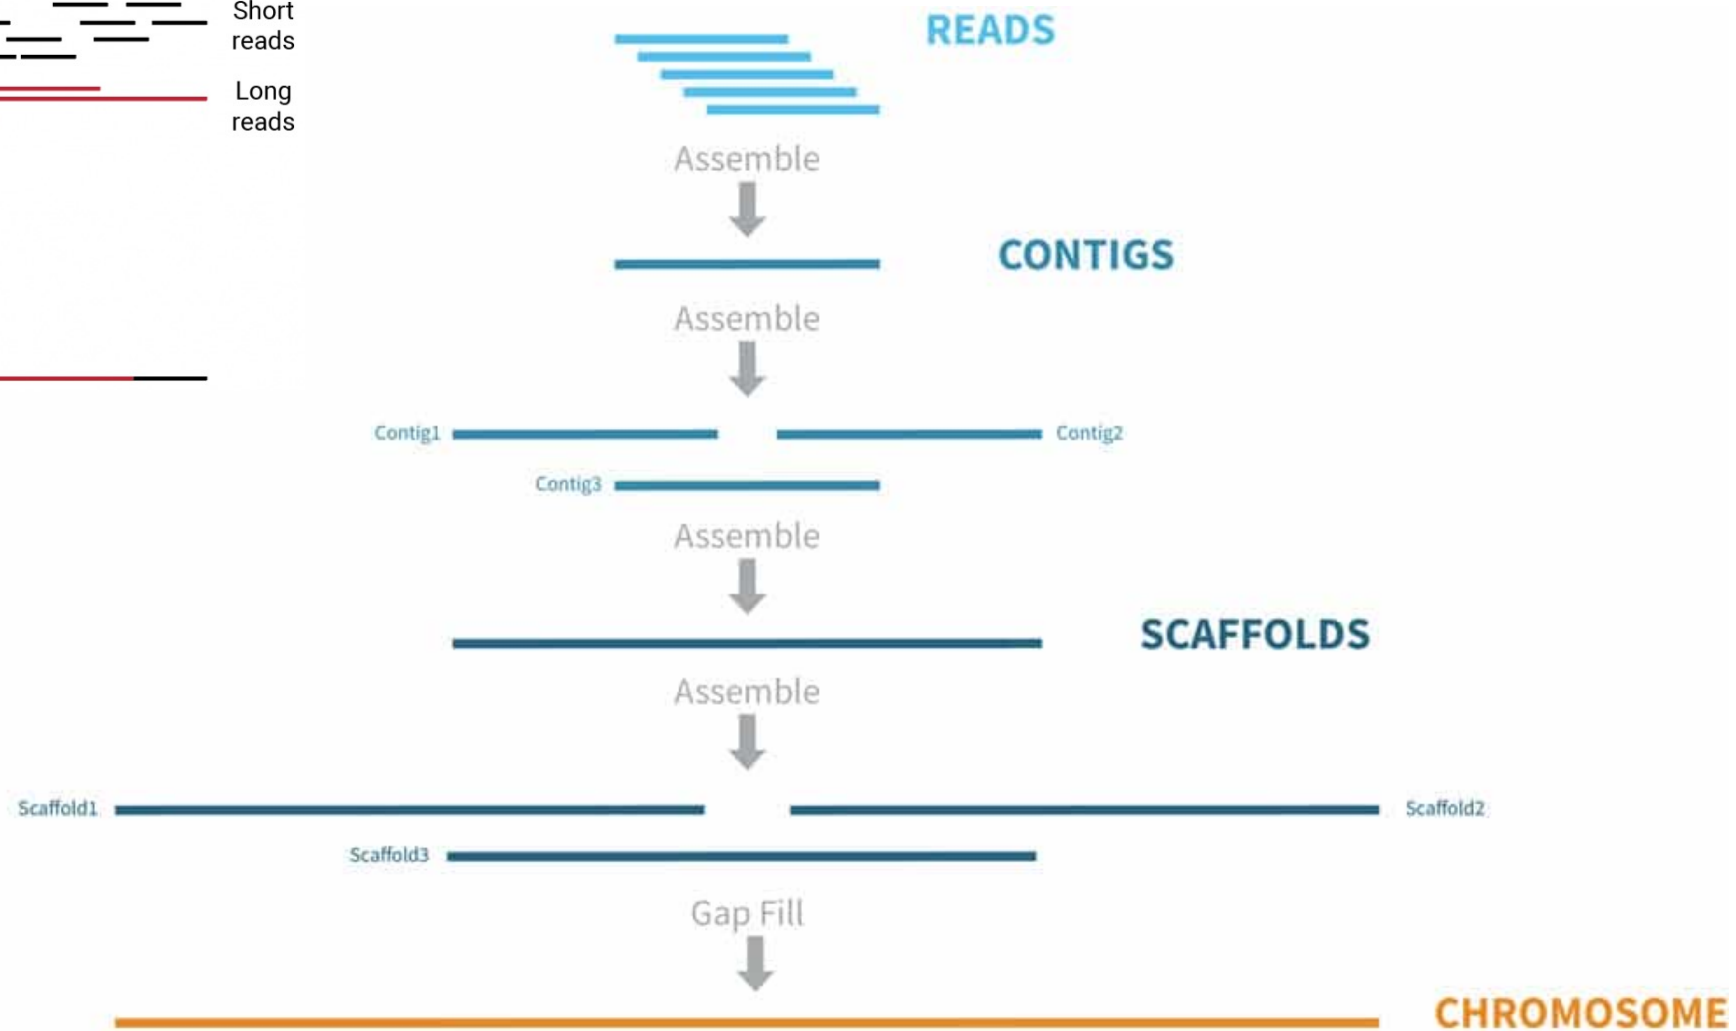 Short
reads
Long
reads
READS
Assemble
CONTIGS
Assemble
Contig1
Contig2
Contig3
Assemble
SCAFFOLDS
Assemble
Scaffold1
Scaffold2
Scaffold3
Gap Fill
CHROMOSOME